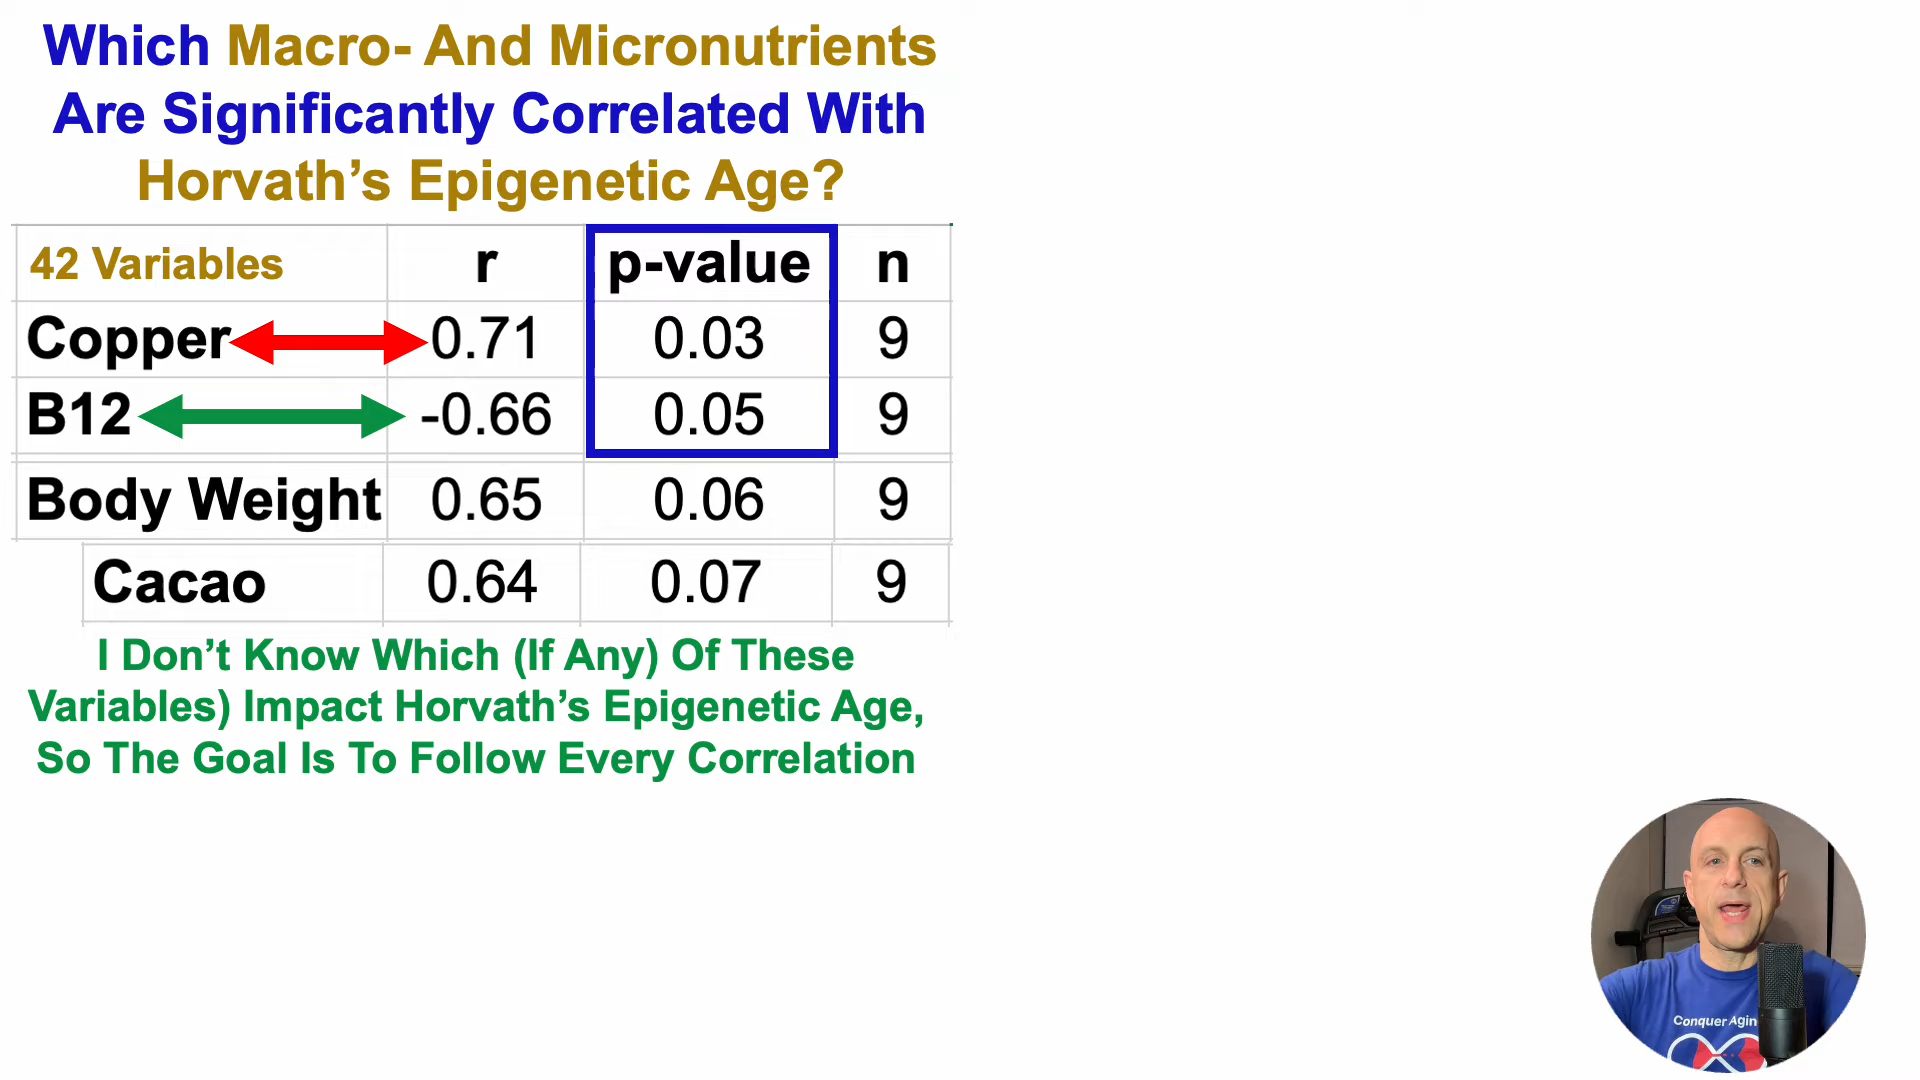 Which Macro- And Micronutrients
Are Significantly Correlated With
Horvath’s Epigenetic Age?
42 Variables r p-value n
Copper 0.71 0.03 9
B12 -0.66 0.05 9
Body Weight 0.65 0.06 9
Cacao 0.64 0.07 9
I Don’t Know Which (If Any) Of These
Variables) Impact Horvath’s Epigenetic Age,
So The Goal Is To Follow Every Correlation
Conquer Agin